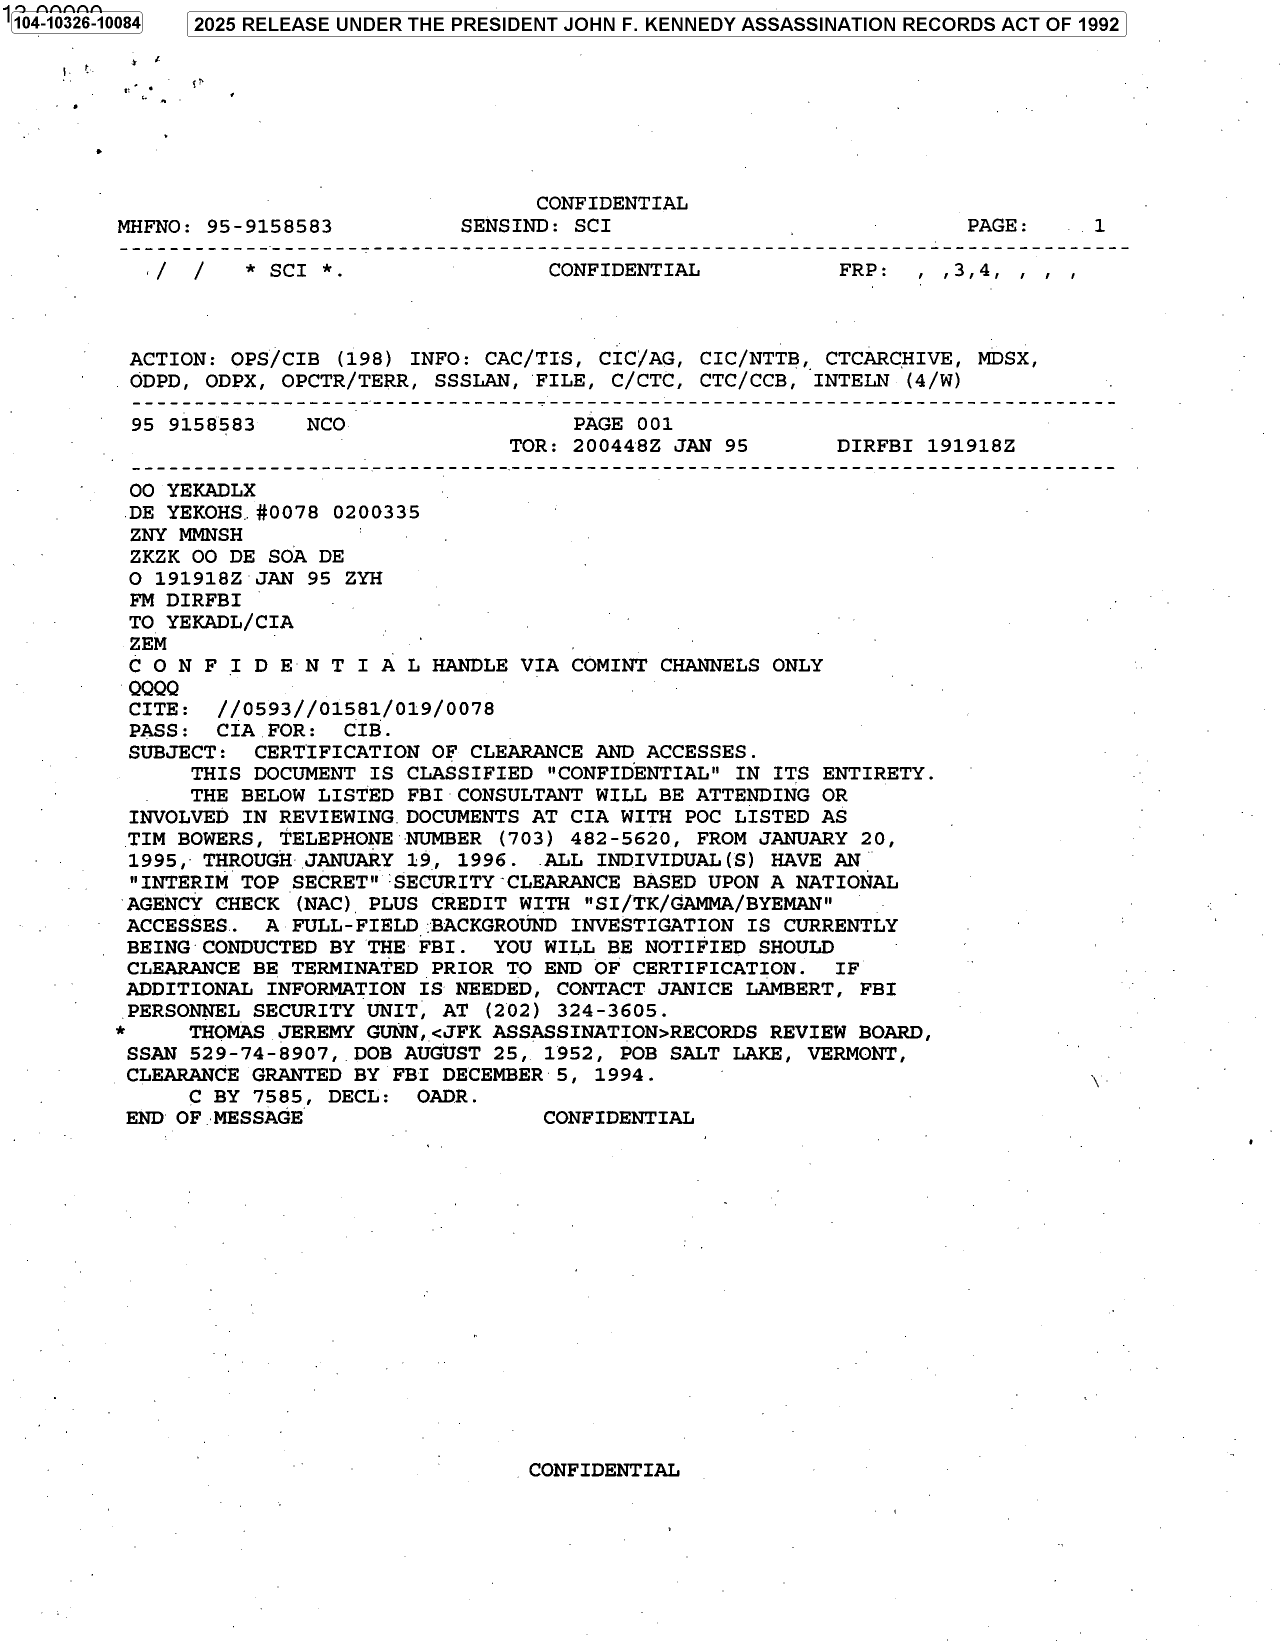 104-10326-10084
2025 RELEASE UNDER THE PRESIDENT JOHN F. KENNEDY ASSASSINATION RECORDS ACT OF 1992
CONFIDENTIAL
MHFNO: 95-9158583 SENSIND: SCI PAGE: 1
/ / * SCI *. CONFIDENTIAL FRP: , ,3,4, , , ,
ACTION: OPS/CIB (198) INFO: CAC/TIS, CIC/AG, CIC/NTTB, CTCARCHIVE, MDSX,
ODPD, ODPX, OPCTR/TERR, SSSLAN, FILE, C/CTC, CTC/CCB, INTELN (4/W)
95 9158583 NCO PAGE 001
TOR: 200448Z JAN 95 DIRFBI 191918Z
OO YEKADLX
DE YEKOHS #0078 0200335
ZNY MMNSH
ZKZK OO DE SOA DE
O 191918Z JAN 95 ZYH
FM DIRFBI
TO YEKADL/CIA
ZEM
C O N F I D E N T I A L HANDLE VIA COMINT CHANNELS ONLY
QQQQ
CITE: //0593//01581/019/0078
PASS: CIA FOR: CIB.
SUBJECT: CERTIFICATION OF CLEARANCE AND ACCESSES.
THIS DOCUMENT IS CLASSIFIED "CONFIDENTIAL" IN ITS ENTIRETY.
THE BELOW LISTED FBI CONSULTANT WILL BE ATTENDING OR
INVOLVED IN REVIEWING DOCUMENTS AT CIA WITH POC LISTED AS
TIM BOWERS, TELEPHONE NUMBER (703) 482-5620, FROM JANUARY 20,
1995, THROUGH JANUARY 19, 1996. ALL INDIVIDUAL(S) HAVE AN
"INTERIM TOP SECRET" SECURITY CLEARANCE BASED UPON A NATIONAL
AGENCY CHECK (NAC) PLUS CREDIT WITH "SI/TK/GAMMA/BYEMAN"
ACCESSES. A FULL-FIELD BACKGROUND INVESTIGATION IS CURRENTLY
BEING CONDUCTED BY THE FBI. YOU WILL BE NOTIFIED SHOULD
CLEARANCE BE TERMINATED PRIOR TO END OF CERTIFICATION. IF
ADDITIONAL INFORMATION IS NEEDED, CONTACT JANICE LAMBERT, FBI
PERSONNEL SECURITY UNIT, AT (202) 324-3605.
* THOMAS JEREMY GUNN,<JFK ASSASSINATION>RECORDS REVIEW BOARD,
SSAN 529-74-8907, DOB AUGUST 25, 1952, POB SALT LAKE, VERMONT,
CLEARANCE GRANTED BY FBI DECEMBER 5, 1994.
C BY 7585, DECL: OADR.
END OF MESSAGE CONFIDENTIAL
CONFIDENTIAL